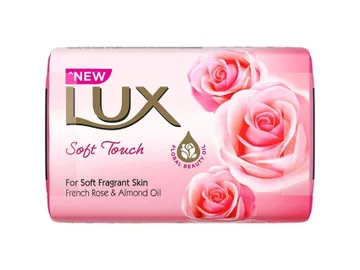 NEW
LUX
Soft Touch
FLORAL BEAUTY OIL
For Soft Fragrant Skin
French Rose & Almond Oil